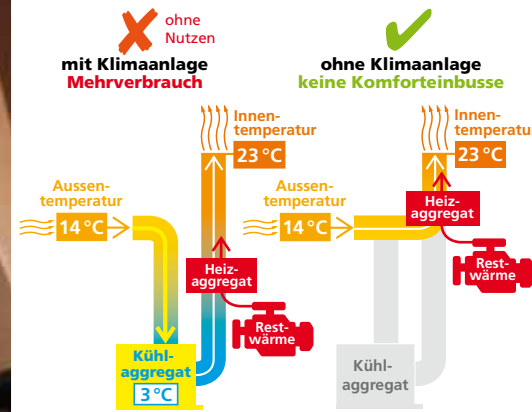 ohne
Nutzen
mit Klimaanlage
Mehrverbrauch
Innen-
temperatur
23 °C
Aussen-
temperatur
14 °C
Heiz-
aggregat
Rest-
wärme
Kühl-
aggregat
3 °C
ohne Klimaanlage
keine Komforteinbusse
Innen-
temperatur
23 °C
Aussen-
temperatur
14 °C
Heiz-
aggregat
Rest-
wärme
Kühl-
aggregat